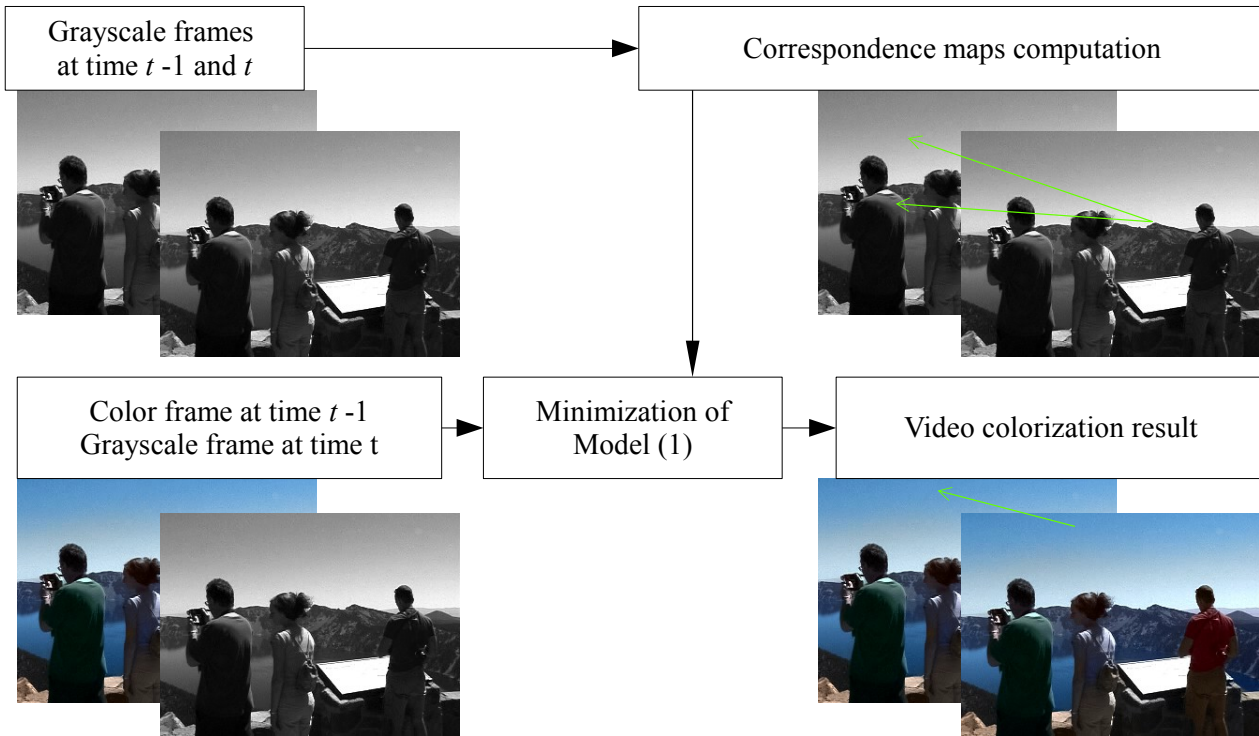 Grayscale frames
at time t -1 and t
Correspondence maps computation
Color frame at time t -1
Grayscale frame at time t
Minimization of
Model (1)
Video colorization result